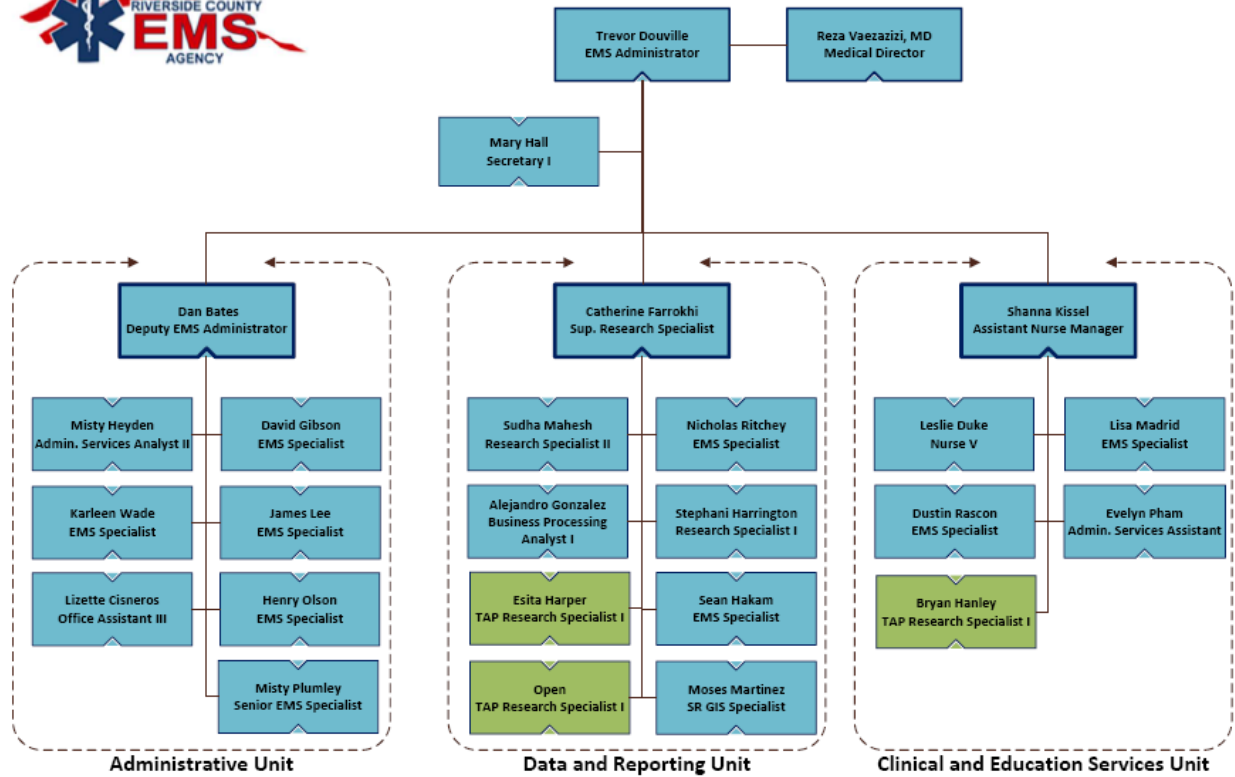 RIVERSIDE COUNTY
EMS
AGENCY
Trevor Douville
EMS Administrator
Reza Vaezazizi, MD
Medical Director
Mary Hall
Secretary I
Dan Bates
Deputy EMS Administrator
Misty Heyden
Admin. Services Analyst II
David Gibson
EMS Specialist
Karleen Wade
EMS Specialist
James Lee
EMS Specialist
Lizette Cisneros
Office Assistant III
Henry Olson
EMS Specialist
Misty Plumley
Senior EMS Specialist
Administrative Unit
Catherine Farrokhi
Sup. Research Specialist
Sudha Mahesh
Research Specialist II
Nicholas Ritchey
EMS Specialist
Alejandro Gonzalez
Business Processing
Analyst I
Stephani Harrington
Research Specialist I
Esita Harper
TAP Research Specialist I
Sean Hakam
EMS Specialist
Open
TAP Research Specialist I
Moses Martinez
SR GIS Specialist
Data and Reporting Unit
Shanna Kissel
Assistant Nurse Manager
Leslie Duke
Nurse V
Lisa Madrid
EMS Specialist
Dustin Rascon
EMS Specialist
Evelyn Pham
Admin. Services Assistant
Bryan Hanley
TAP Research Specialist I
Clinical and Education Services Unit